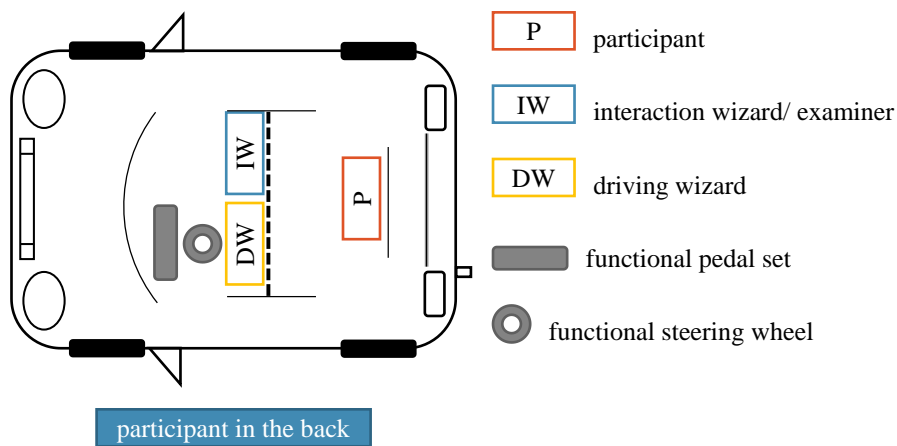 P
participant
IW
interaction wizard/ examiner
DW
driving wizard
functional pedal set
functional steering wheel
IW
DW
P
participant in the back